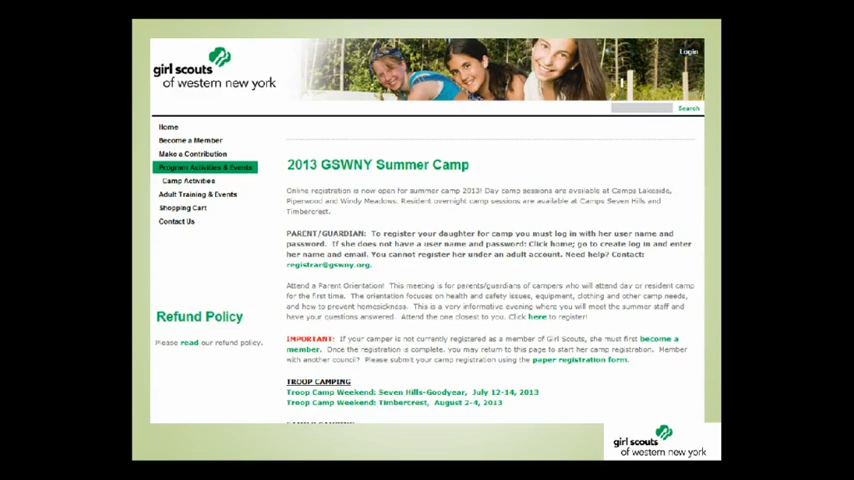 Login
girl scouts
of western new york
Search
Home
Become a Member
Make a Contribution
Program Activities & Events
Camp Activities
Adult Training & Events
Shopping Cart
Contact Us
Refund Policy
Please read our refund policy.
2013 GSWNY Summer Camp
Online registration is now open for summer camp 2013! Day camp sessions are available at Camps Lakeside,
Piperwood and Windy Meadows. Resident overnight camp sessions are available at Camps Seven Hills and
Timbercrest.
PARENT/GUARDIAN: To register your daughter for camp you must log in with her user name and
password. If she does not have a user name and password: Click home; go to create log in and enter
her name and email. You cannot register her under an adult account. Need help? Contact:
registrar@gswny.org.
Attend a Parent Orientation! This meeting is for parents/guardians of campers who will attend day or resident camp
for the first time. The orientation focuses on health and safety issues, equipment, clothing and other camp needs,
and how to prevent homesickness. This is a very informative evening where you will meet the summer staff and
have your questions answered. Attend the one closest to you. Click here to register!
IMPORTANT: If your camper is not currently registered as a member of Girl Scouts, she must first become a
member. Once the registration is complete, you may return to this page to start her camp registration. Member
with another council? Please submit your camp registration using the paper registration form.
TROOP CAMPING
Troop Camp Weekend: Seven Hills-Goodyear, July 12-14, 2013
Troop Camp Weekend: Timbercrest, August 2-4, 2013
girl scouts
of western new york